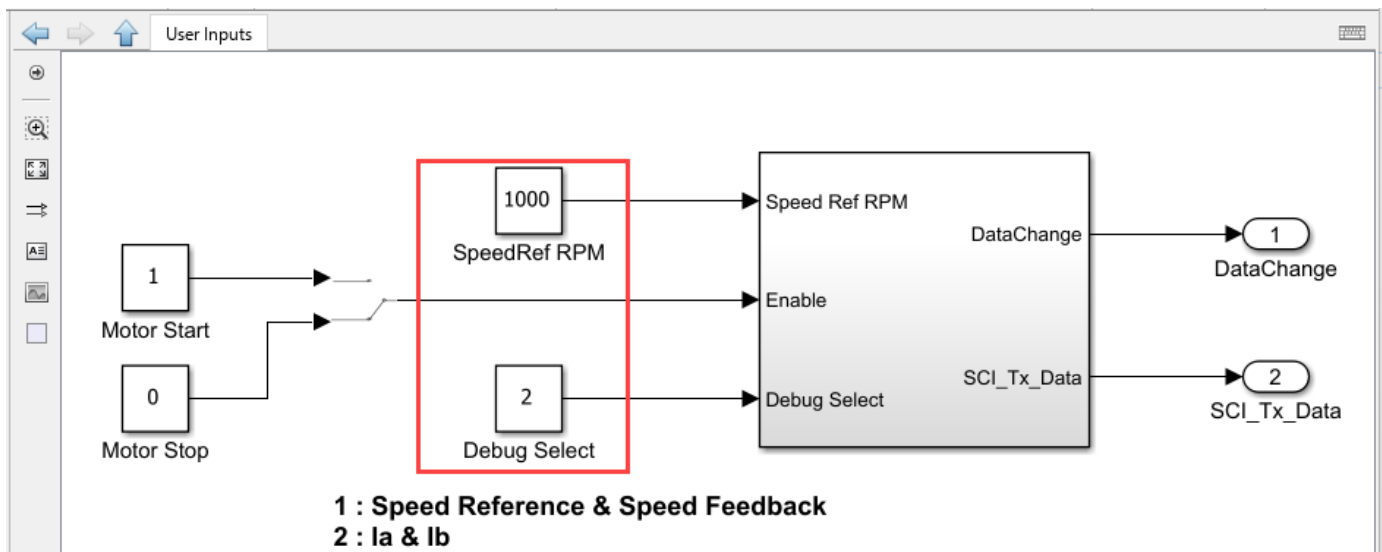 User Inputs
1000
SpeedRef RPM
1
Motor Start
0
Motor Stop
2
Debug Select
Speed Ref RPM
Enable
Debug Select
DataChange
SCI_Tx_Data
1
DataChange
2
SCI_Tx_Data
1 : Speed Reference & Speed Feedback
2 : Ia & Ib